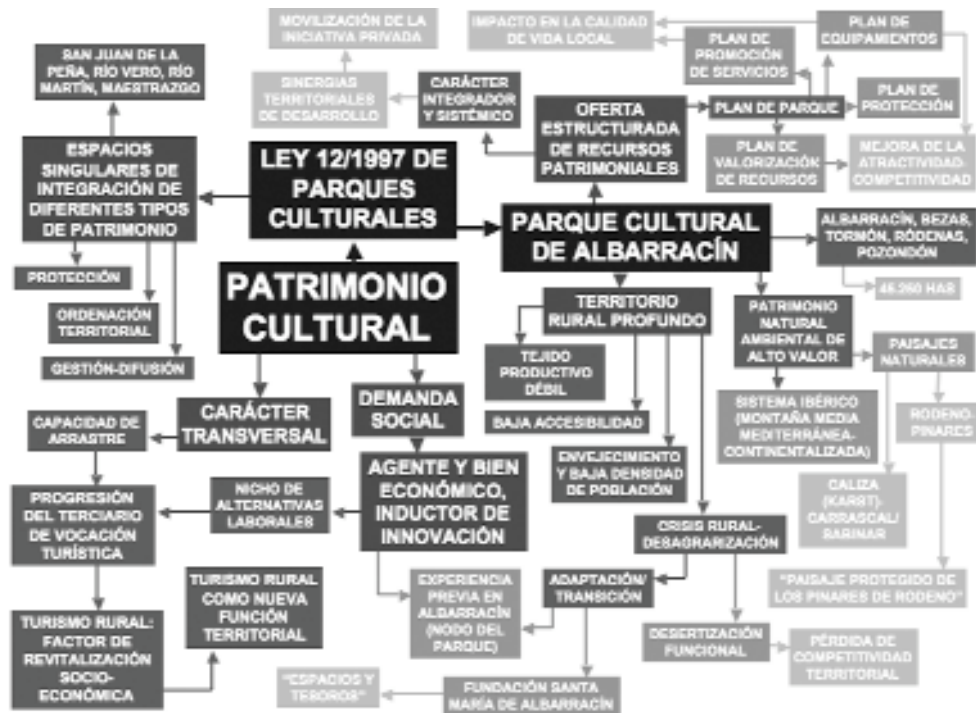 MOVILIZACIÓN DE LA
INICIATIVA PRIVADA
IMPACTO EN LA CALIDAD
DE VIDA LOCAL
PLAN DE
EQUIPAMIENTOS
SAN JUAN DE LA
PEÑA, RÍO VERO, RÍO
MARTÍN, MAESTRAZGO
PLAN DE
PROMOCIÓN
DE SERVICIOS
SINERGIAS
TERRITORIALES
DE DESARROLLO
CARÁCTER
INTEGRADOR
Y SISTÉMICO
OFERTA
ESTRUCTURADA
DE RECURSOS
PATRIMONIALES
PLAN DE PARQUE
PLAN DE
PROTECCIÓN
ESPACIOS
SINGULARES DE
INTEGRACIÓN DE
DIFERENTES TIPOS
DE PATRIMONIO
LEY 12/1997 DE
PARQUES
CULTURALES
PLAN DE
VALORIZACIÓN
DE RECURSOS
MEJORA DE LA
ATRACTIVIDAD-
COMPETITIVIDAD
PARQUE CULTURAL
DE ALBARRACÍN
ALBARRACÍN, BEZAS,
TORMÓN, RÓDENAS,
POZONDÓN
PROTECCIÓN
PATRIMONIO
CULTURAL
45.250 HAS
ORDENACIÓN
TERRITORIAL
TERRITORIO
RURAL PROFUNDO
PATRIMONIO
NATURAL
AMBIENTAL DE
ALTO VALOR
PAISAJES
NATURALES
GESTIÓN-DIFUSIÓN
TEJIDO
PRODUCTIVO
DÉBIL
CARÁCTER
TRANSVERSAL
DEMANDA
SOCIAL
BAJA ACCESIBILIDAD
SISTEMA IBÉRICO
(MONTAÑA MEDIA
MEDITERRÁNEA-
CONTINENTALIZADA)
RODENO-
PINARES
CAPACIDAD DE
ARRASTRE
ENVEJECIMIENTO
Y BAJA DENSIDAD
DE POBLACIÓN
AGENTE Y BIEN
ECONÓMICO,
INDUCTOR DE
INNOVACIÓN
CALIZA
(KARST)-
CARRASCAL/
SABINAR
PROGRESIÓN
DEL TERCIARIO
DE VOCACIÓN
TURÍSTICA
NICHO DE
ALTERNATIVAS
LABORALES
CRISIS RURAL-
DESAGRARIZACIÓN
TURISMO RURAL
COMO NUEVA
FUNCIÓN
TERRITORIAL
EXPERIENCIA
PREVIA EN
ALBARRACÍN
(NODO DEL
PARQUE)
ADAPTACIÓN/
TRANSICIÓN
"PAISAJE PROTEGIDO DE
LOS PINARES DE RODENO"
TURISMO RURAL:
FACTOR DE
REVITALIZACIÓN
SOCIO-
ECONÓMICA
DESERTIZACIÓN
FUNCIONAL
PÉRDIDA DE
COMPETITIVIDAD
TERRITORIAL
"ESPACIOS Y
TESOROS"
FUNDACIÓN SANTA
MARÍA DE ALBARRACÍN